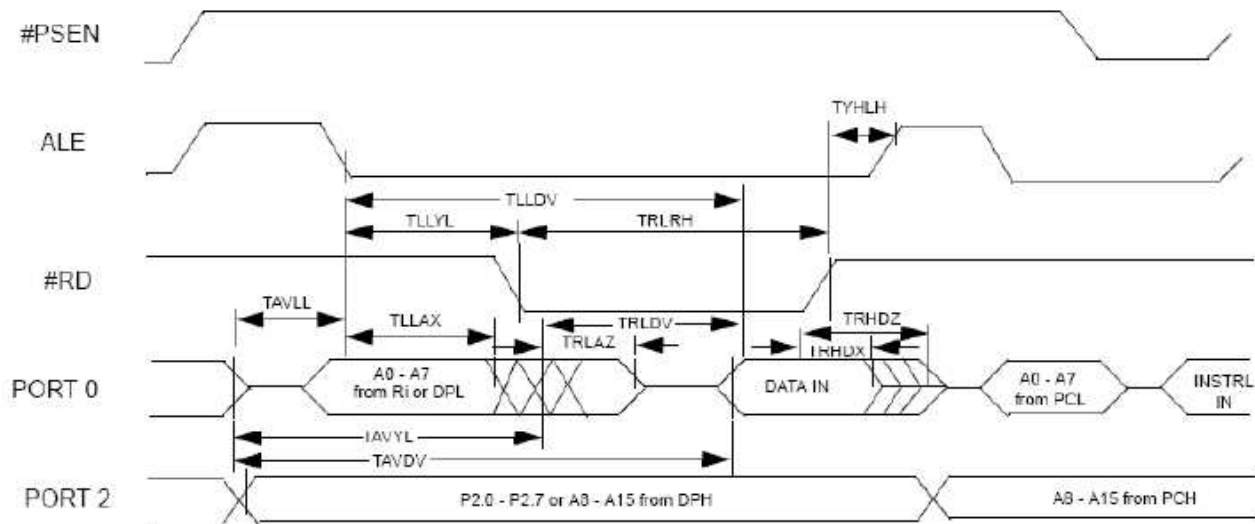 #PSEN
TYHLH
ALE
TLLDV
TLLYL
TRLRH
#RD
TAVLL
TLLAX
TRLDV
TRHDZ
TRLAZ
TRHDX
PORT 0
A0 - A7
from Ri or DPL
DATA IN
A0 - A7
from PCL
INSTRL
IN
TAVYL
TAVDV
PORT 2
P2.0 - P2.7 or A8 - A15 from DPH
A8 - A15 from PCH